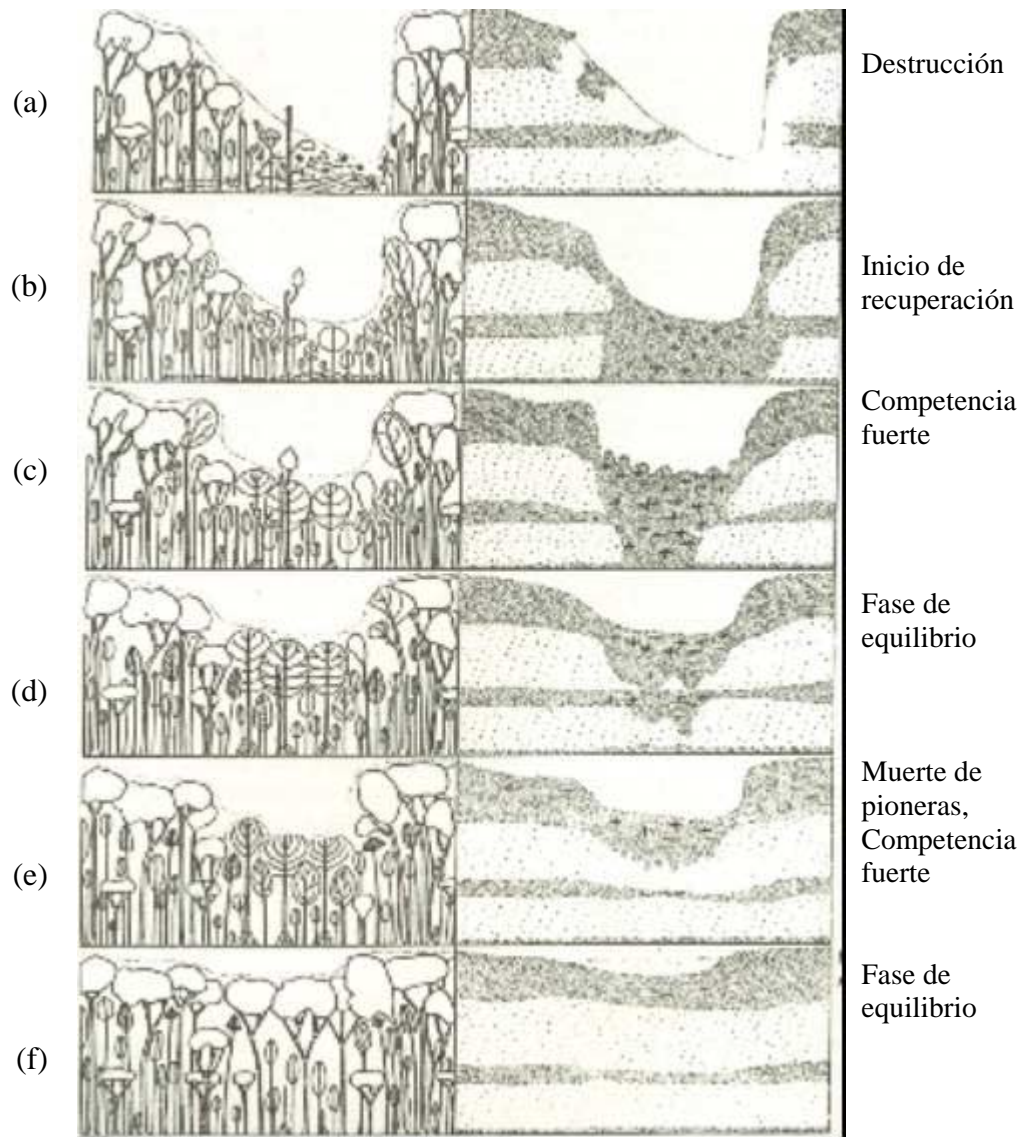 (a)
Destrucción
(b)
Inicio de
recuperación
(c)
Competencia
fuerte
(d)
Fase de
equilibrio
(e)
Muerte de
pioneras,
Competencia
fuerte
(f)
Fase de
equilibrio